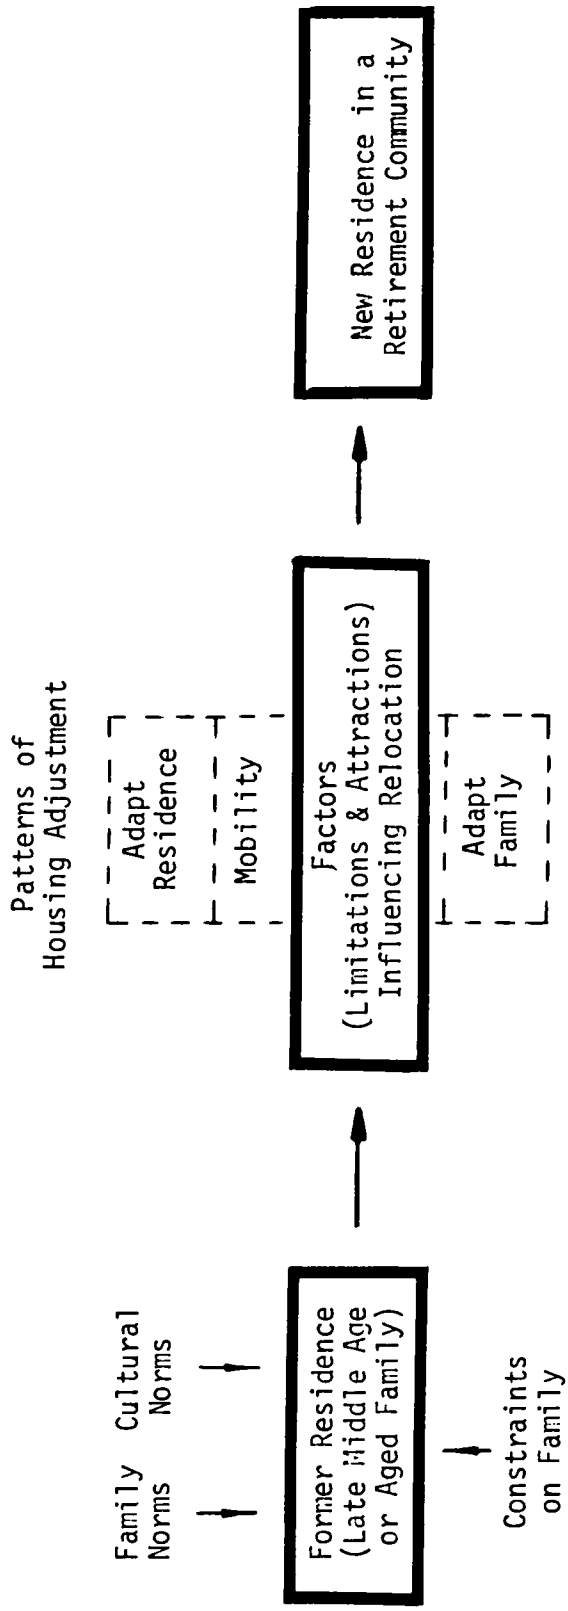 Patterns of
Housing Adjustment
Adapt
Residence
Mobility
Family
Norms
Cultural
Norms
Former Residence
(Late Middle Age
or Aged Family)
Factors
(Limitations & Attractions)
Influencing Relocation
New Residence in a
Retirement Community
Adapt
Family
Constraints
on Family